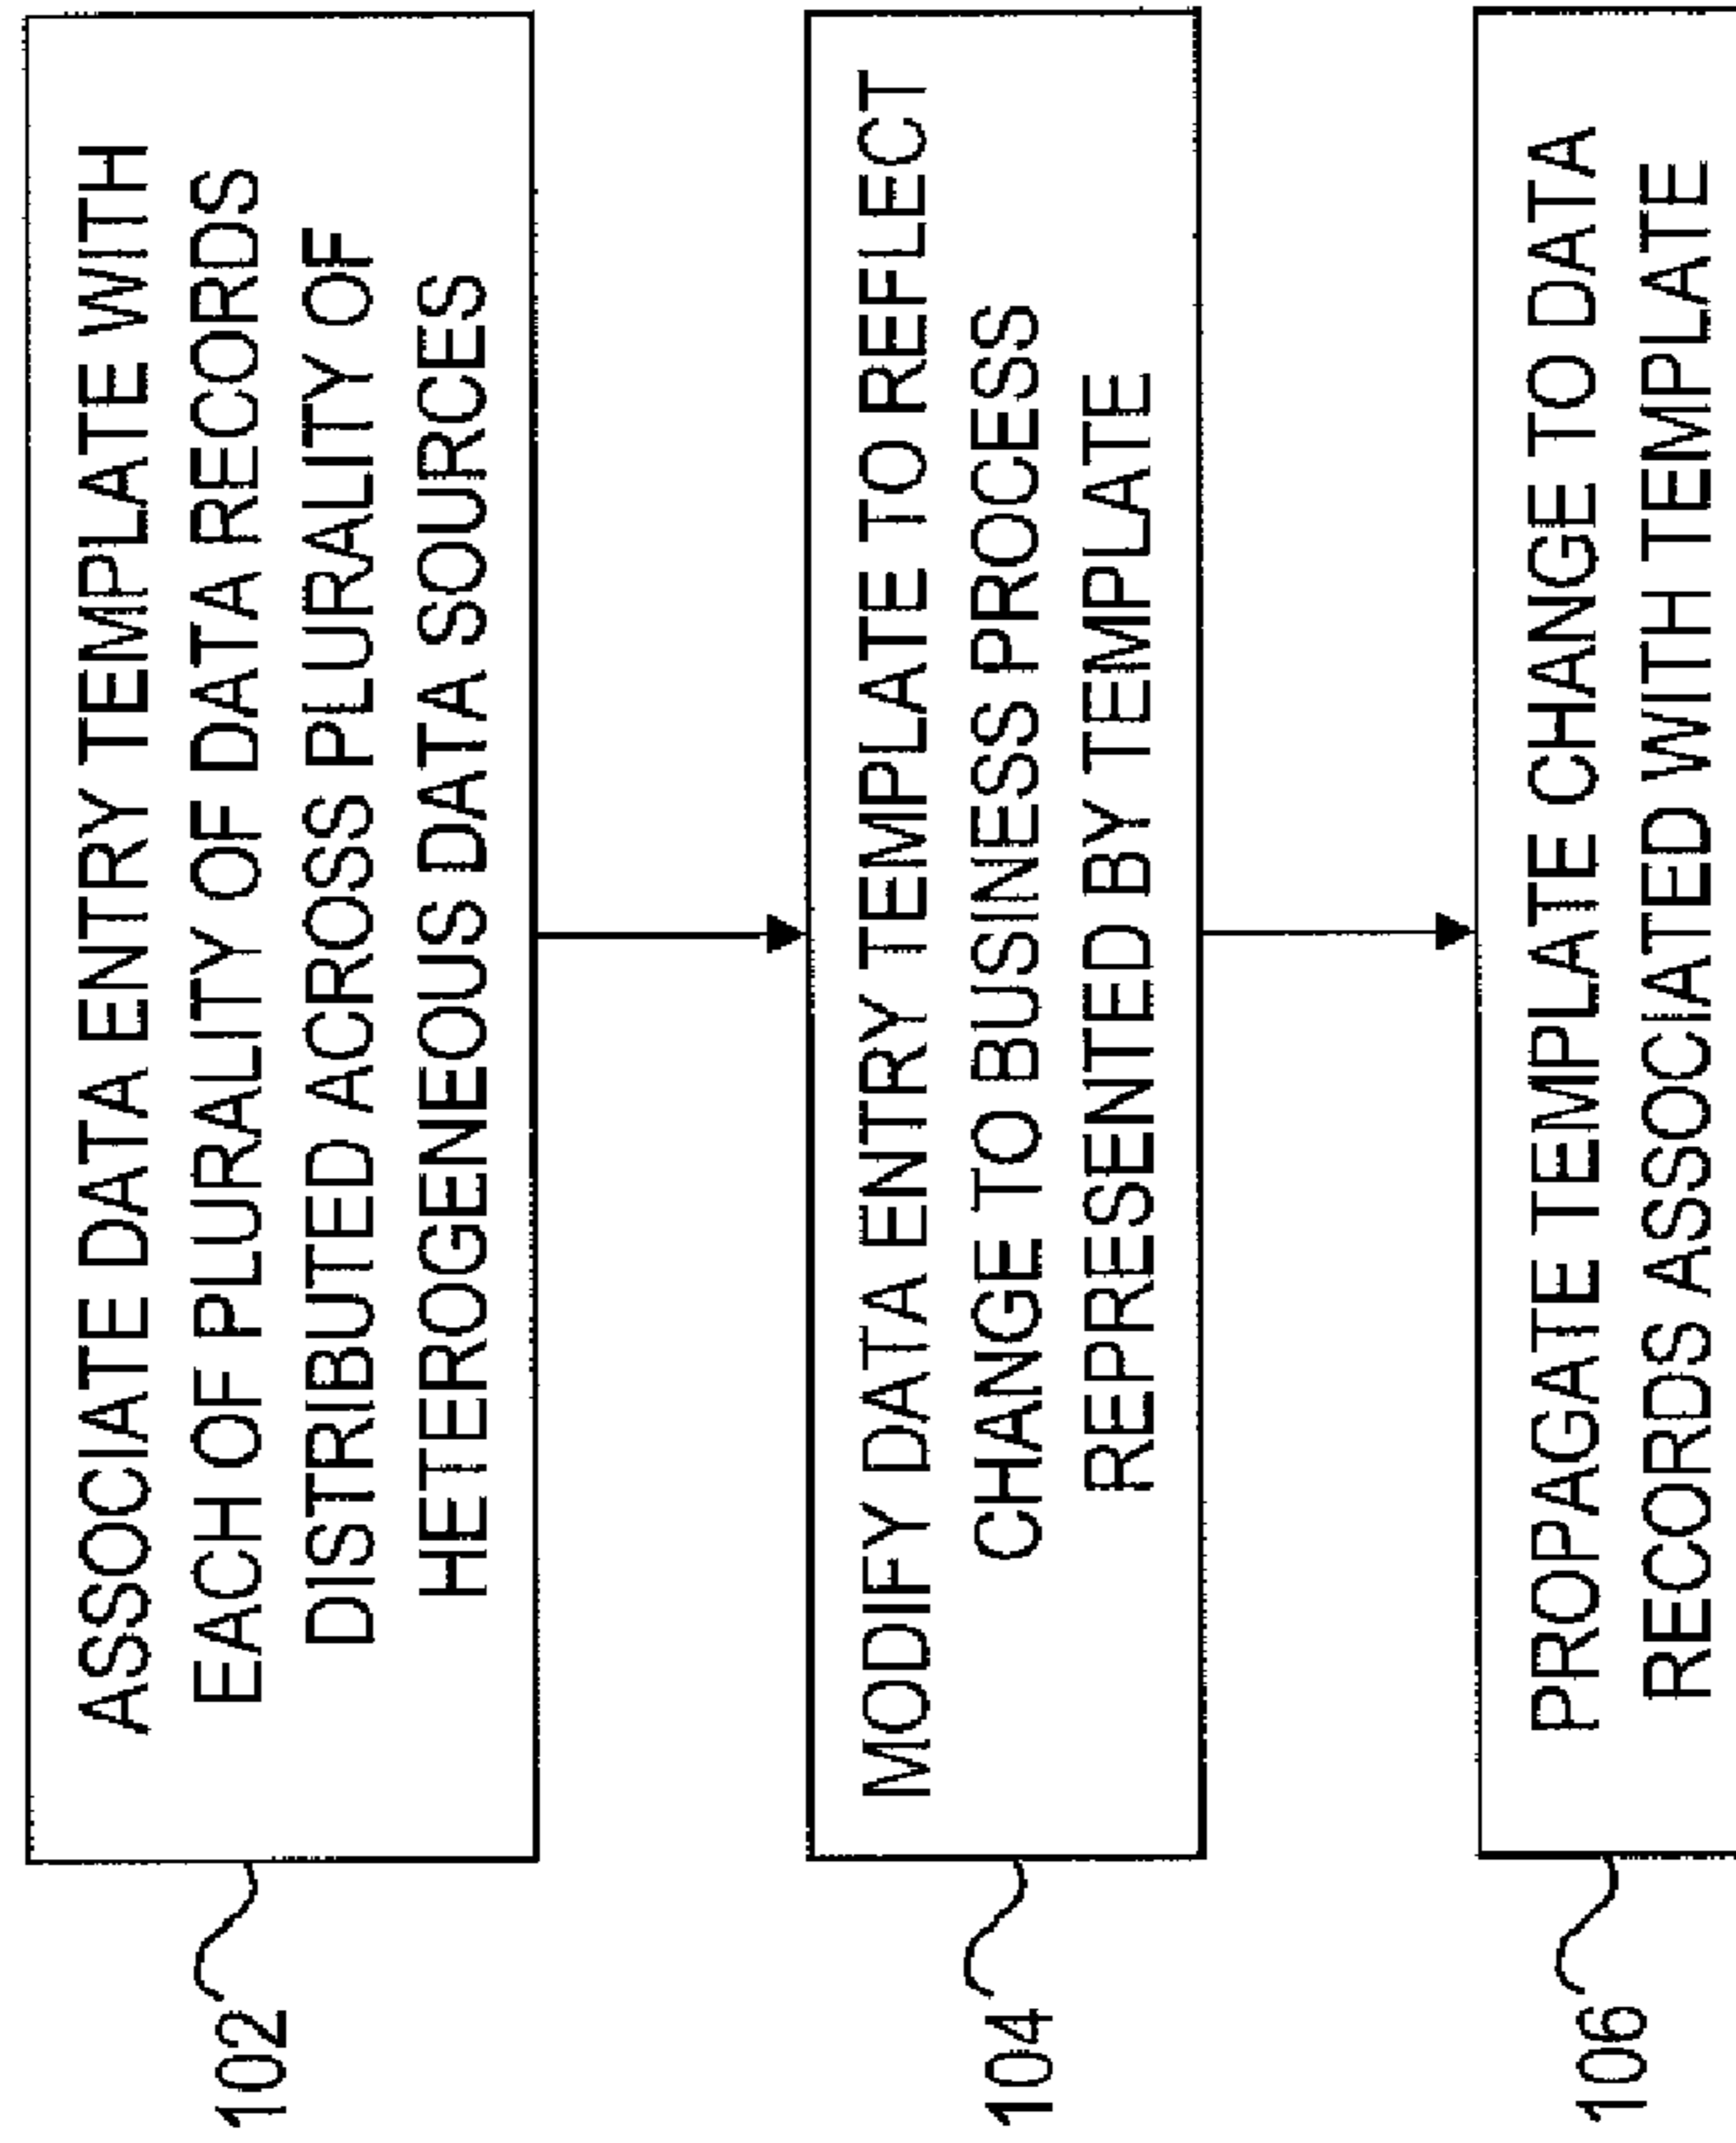 102
ASSOCIATE DATA ENTRY TEMPLATE WITH
EACH OF PLURALITY OF DATA RECORDS
DISTRIBUTED ACROSS PLURALITY OF
HETEROGENEOUS DATA SOURCES
104
MODIFY DATA ENTRY TEMPLATE TO REFLECT
CHANGE TO BUSINESS PROCESS
REPRESENTED BY TEMPLATE
106
PROPAGATE TEMPLATE CHANGE TO DATA
RECORDS ASSOCIATED WITH TEMPLATE